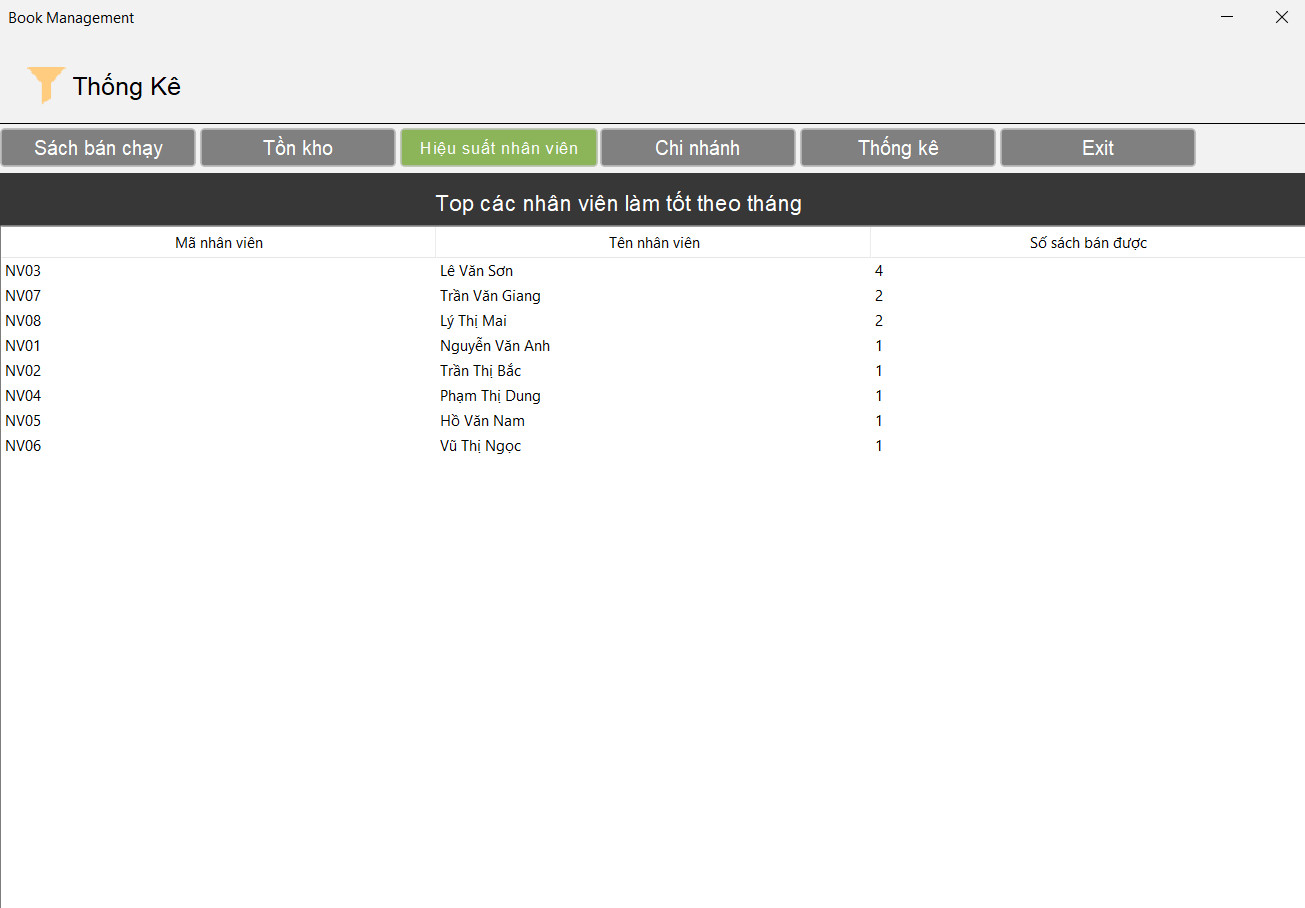 Book Management
Thống Kê
Sách bán chạy Tồn kho Hiệu suất nhân viên Chi nhánh Thống kê Exit
Top các nhân viên làm tốt theo tháng
Mã nhân viên Tên nhân viên Số sách bán được
NV03 Lê Văn Sơn 4
NV07 Trần Văn Giang 2
NV08 Lý Thị Mai 2
NV01 Nguyễn Văn Anh 1
NV02 Trần Thị Bắc 1
NV04 Phạm Thị Dung 1
NV05 Hồ Văn Nam 1
NV06 Vũ Thị Ngọc 1